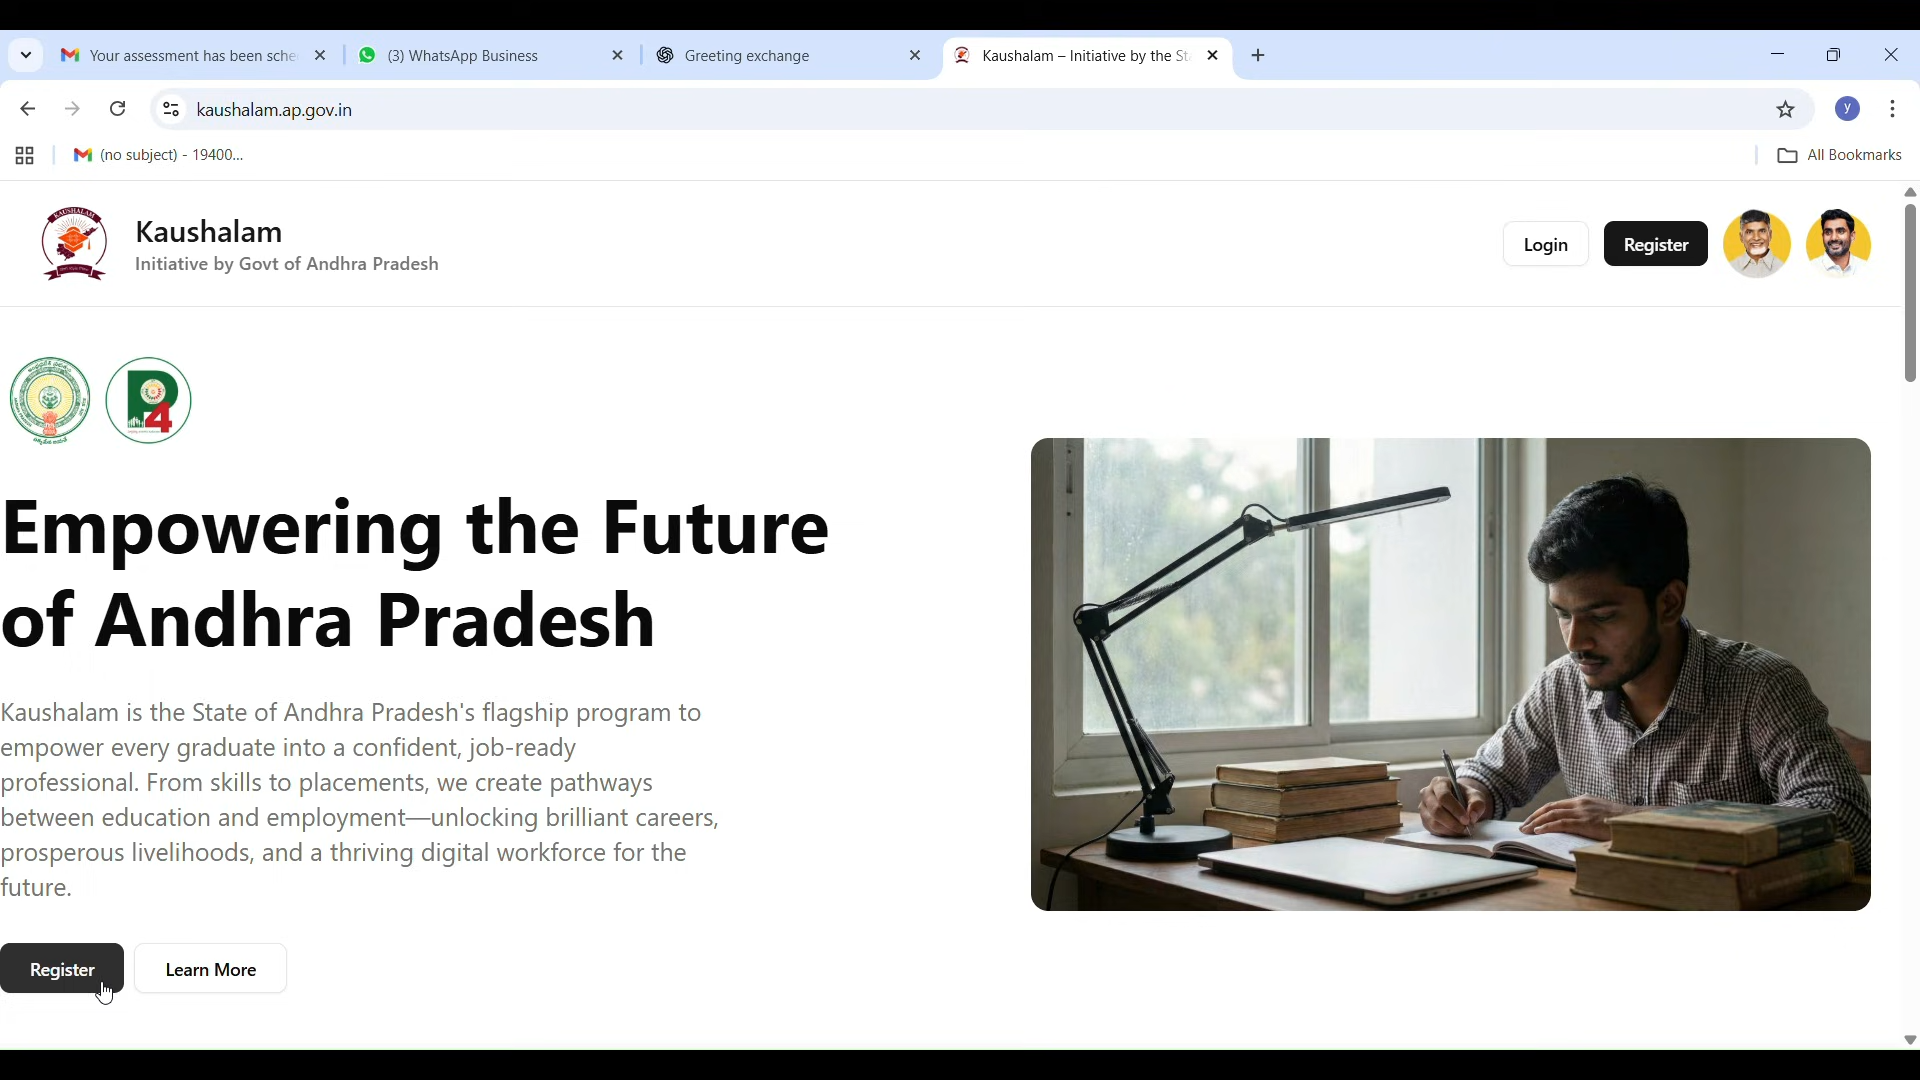 Your assessment has been sche
(3) WhatsApp Business
Greeting exchange
Kaushalam – Initiative by the Sta
kaushalam.ap.gov.in
y
(no subject) - 19400...
All Bookmarks
KAUSHALAM
Kaushalam
Initiative by Govt of Andhra Pradesh
Login
Register
P4
Empowering the Future
of Andhra Pradesh
Kaushalam is the State of Andhra Pradesh's flagship program to
empower every graduate into a confident, job-ready
professional. From skills to placements, we create pathways
between education and employment—unlocking brilliant careers,
prosperous livelihoods, and a thriving digital workforce for the
future.
Register
Learn More